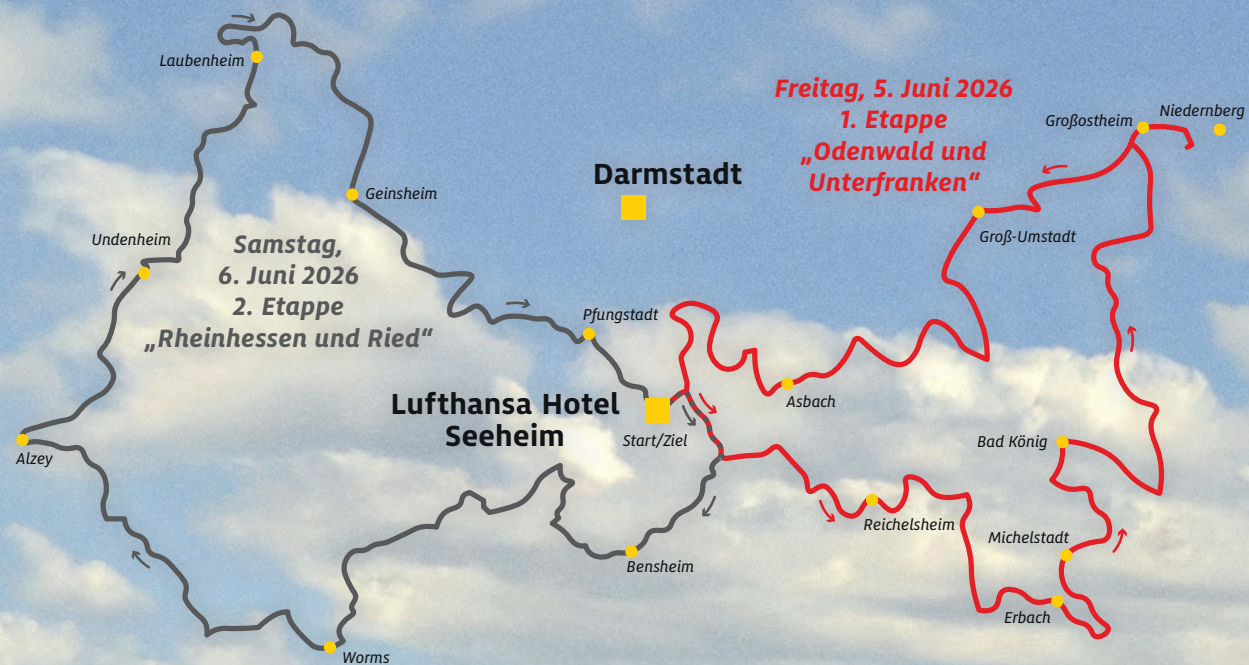 Laubenheim
Freitag, 5. Juni 2026
1. Etappe
„Odenwald und
Unterfranken“
Großostheim
Niedernberg
Darmstadt
Geinsheim
Groß-Umstadt
Undenheim
Samstag,
6. Juni 2026
2. Etappe
„Rheinhessen und Ried“
Pfungstadt
Lufthansa Hotel
Seeheim
Start/Ziel
Asbach
Alzey
Bad König
Reichelsheim
Michelstadt
Bensheim
Erbach
Worms